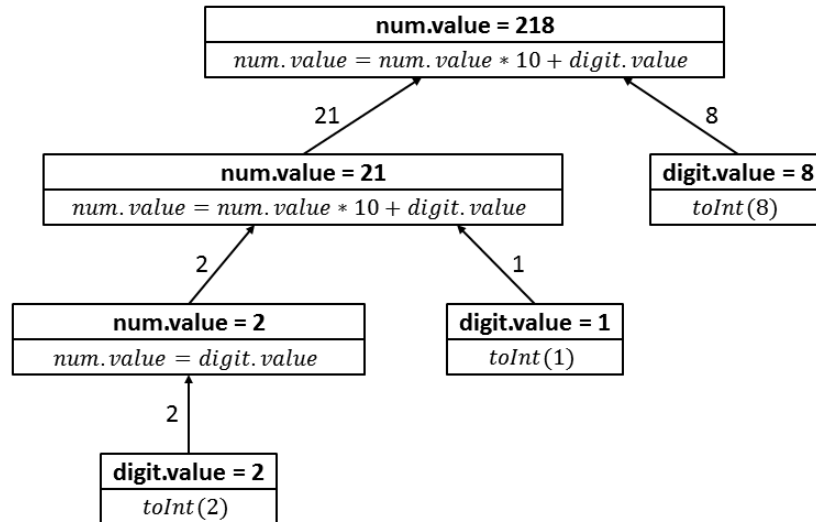 num.value = 218
num.value = num.value * 10 + digit.value
21
8
num.value = 21
num.value = num.value * 10 + digit.value
digit.value = 8
toInt(8)
2
1
num.value = 2
num.value = digit.value
digit.value = 1
toInt(1)
2
digit.value = 2
toInt(2)